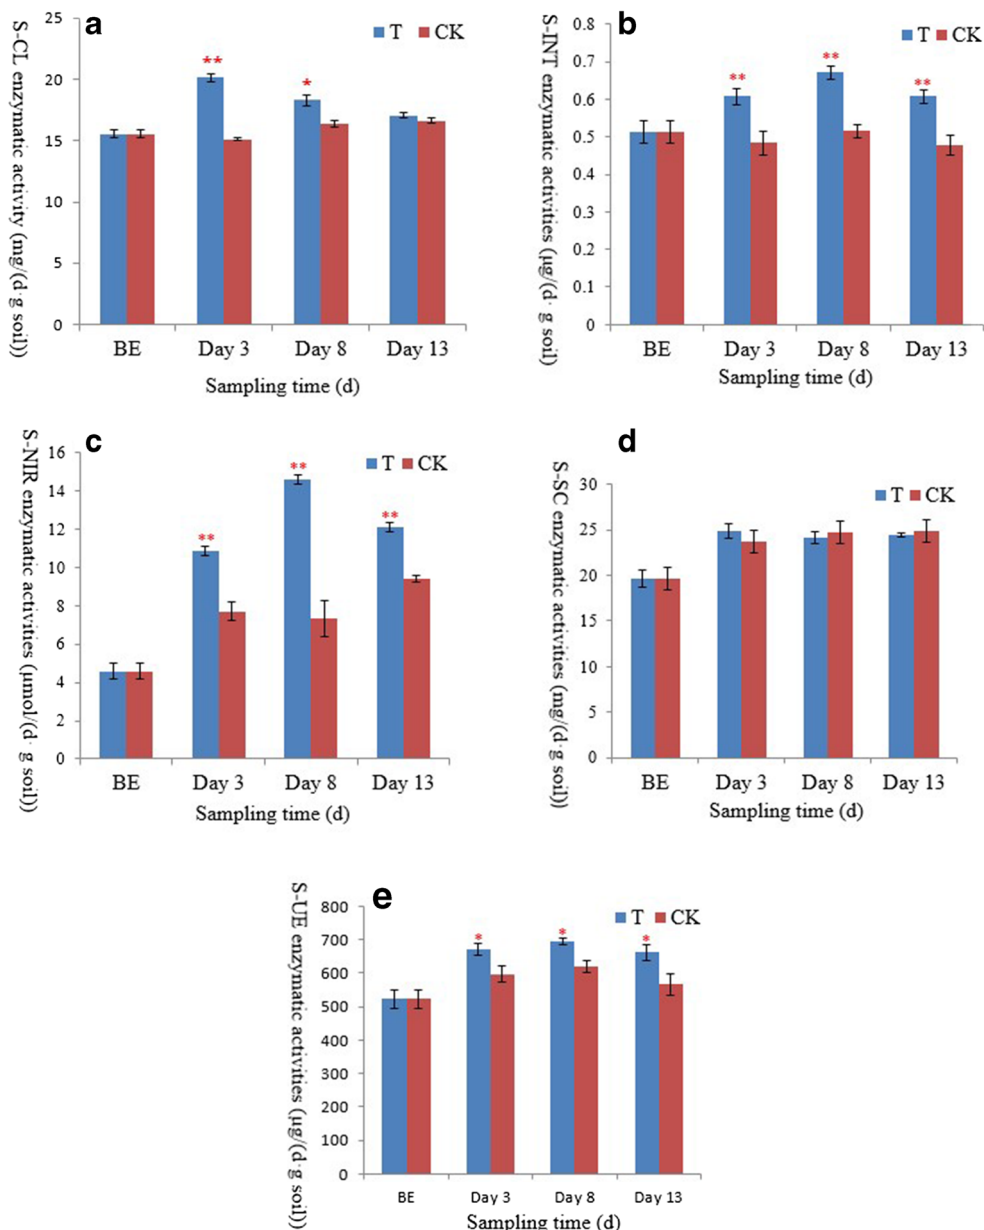 a
T CK
S-CL enzymatic activity (mg/(d·g soil))
25
20
15
10
5
0
** *
BE Day 3 Day 8 Day 13
Sampling time (d)
b
T CK
S-INT enzymatic activities (μg/(d·g soil)
0.8
0.7
0.6
0.5
0.4
0.3
0.2
0.1
0
** ** **
BE Day 3 Day 8 Day 13
Sampling time (d)
c
T CK
S-NIR enzymatic activities (μmol/(d·g soil))
16
14
12
10
8
6
4
2
0
** ** **
BE Day 3 Day 8 Day 13
Sampling time (d)
d
T CK
S-SC enzymatic activities (mg/(d·g soil))
30
25
20
15
10
5
0
BE Day 3 Day 8 Day 13
Sampling time (d)
e
T CK
S-UE enzymatic activities (μg/(d·g soil)))
800
700
600
500
400
300
200
100
0
* * *
BE Day 3 Day 8 Day 13
Sampling time (d)